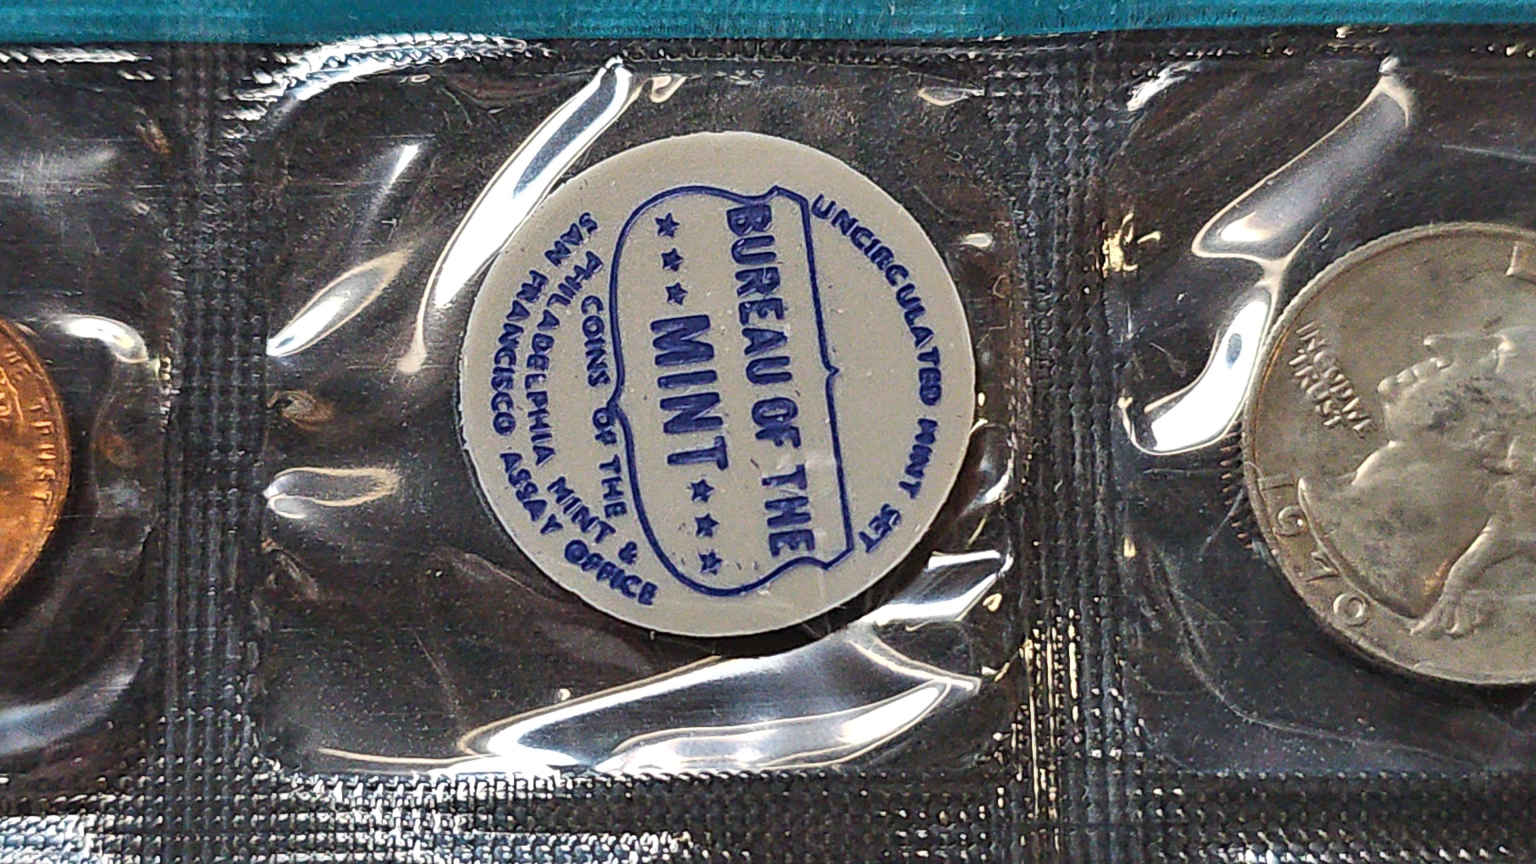 TRUST
UNCIRCULATED MINT SET
BUREAU OF THE
★★★ MINT ★★★
COINS OF THE
PHILADELPHIA MINT &
SAN FRANCISCO ASSAY OFFICE
IN GOD WE
TRUST
1970